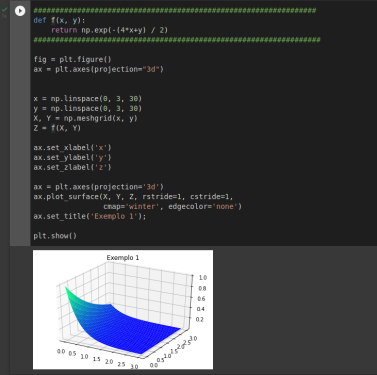 ################################################################
def f(x, y):
    return np.exp(-(4*x+y) / 2)
#################################################################
fig = plt.figure()
ax = plt.axes(projection="3d")
x = np.linspace(0, 3, 30)
y = np.linspace(0, 3, 30)
X, Y = np.meshgrid(x, y)
Z = f(X, Y)
ax.set_xlabel('x')
ax.set_ylabel('y')
ax.set_zlabel('z')
ax = plt.axes(projection='3d')
ax.plot_surface(X, Y, Z, rstride=1, cstride=1,
                cmap='winter', edgecolor='none')
ax.set_title('Exemplo 1');
plt.show()
Exemplo 1
1.0
0.8
0.6
0.4
0.2
0.0 0.5 1.0 1.5 2.0 2.5 3.0
0.0 0.5 1.0 1.5 2.0 2.5 3.0